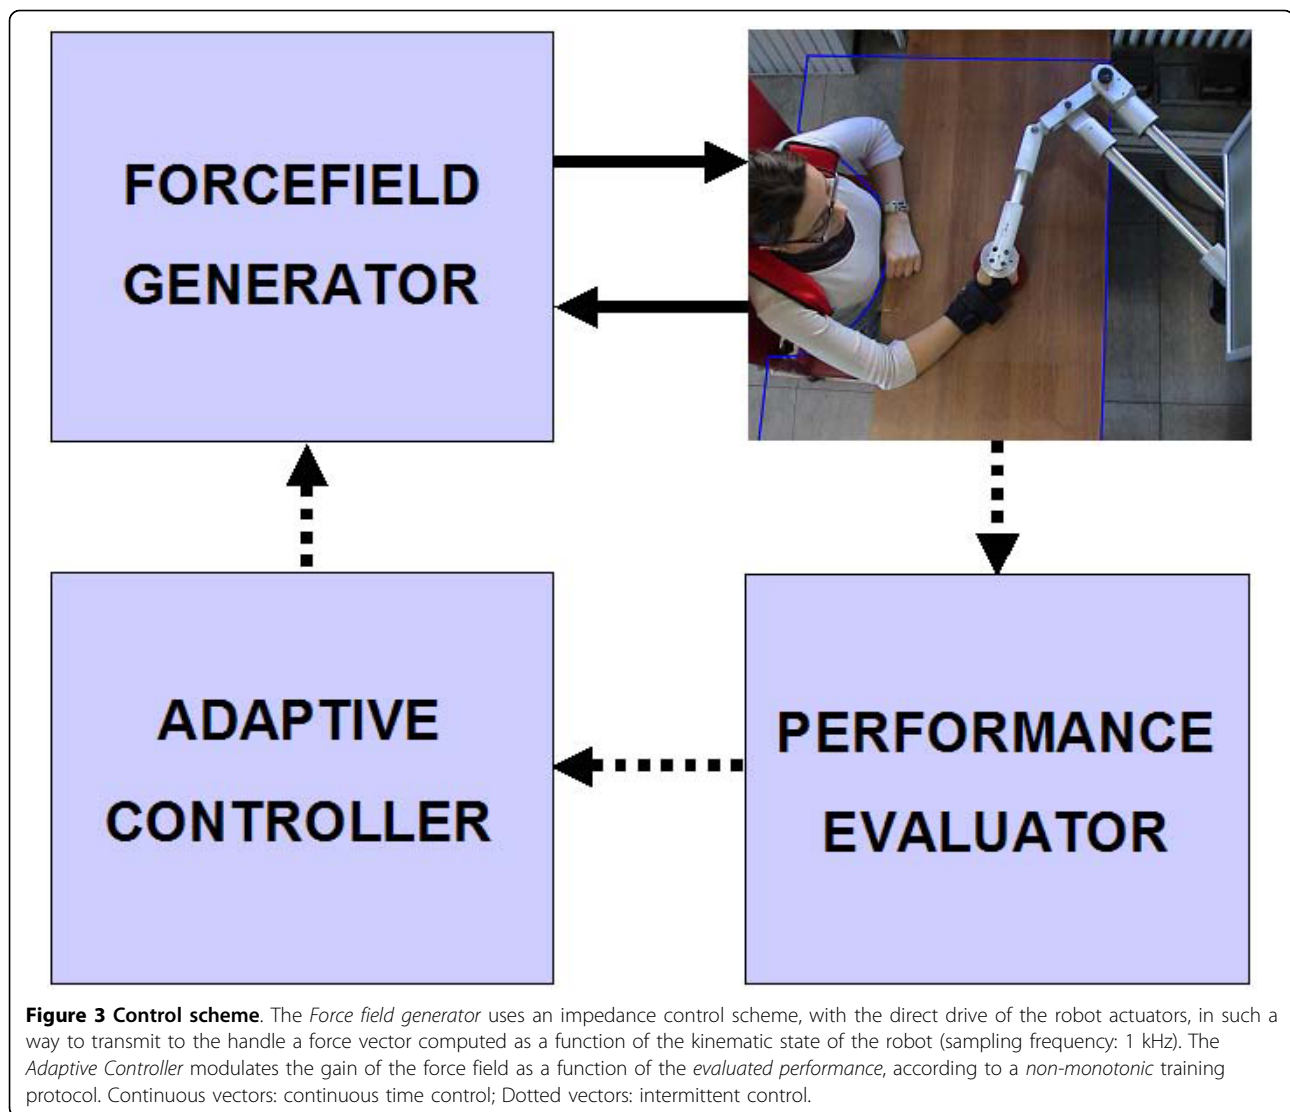 FORCEFIELD
GENERATOR
ADAPTIVE
CONTROLLER
PERFORMANCE
EVALUATOR
Figure 3 Control scheme. The Force field generator uses an impedance control scheme, with the direct drive of the robot actuators, in such a
way to transmit to the handle a force vector computed as a function of the kinematic state of the robot (sampling frequency: 1 kHz). The
Adaptive Controller modulates the gain of the force field as a function of the evaluated performance, according to a non-monotonic training
protocol. Continuous vectors: continuous time control; Dotted vectors: intermittent control.